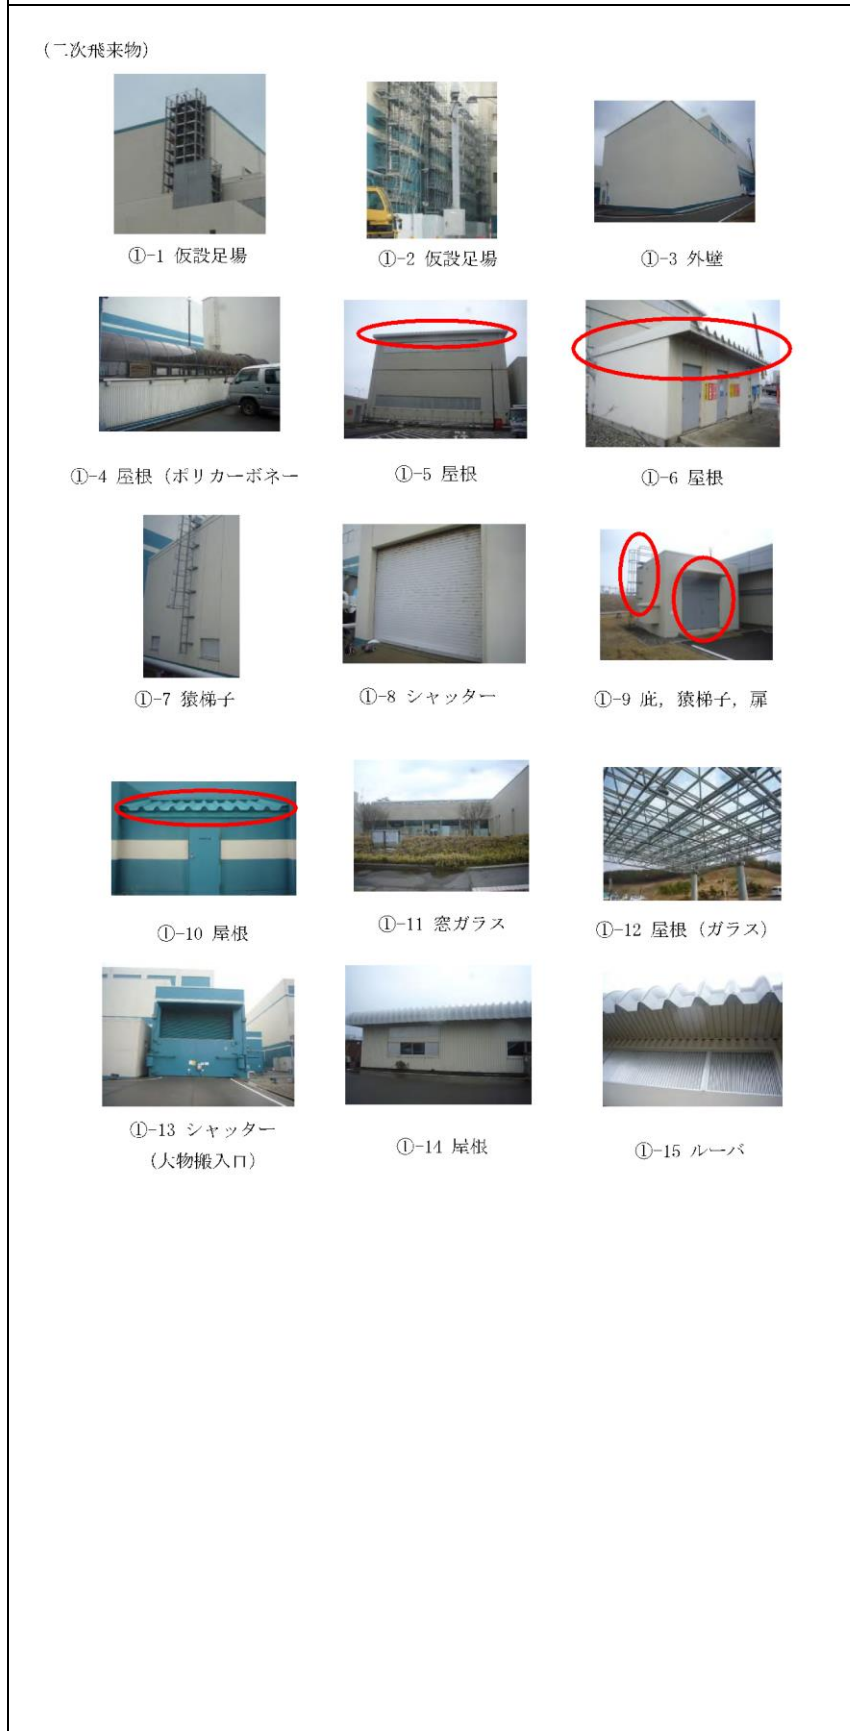 (二次飛来物)
①-1 仮設足場
①-2 仮設足場
①-3 外壁
①-4 屋根 (ポリカーボネー
①-5 屋根
①-6 屋根
①-7 猿梯子
①-8 シャッター
①-9 庇, 猿梯子, 扉
①-10 屋根
①-11 窓ガラス
①-12 屋根 (ガラス)
①-13 シャッター
(大物搬入口)
①-14 屋根
①-15 ルーバ